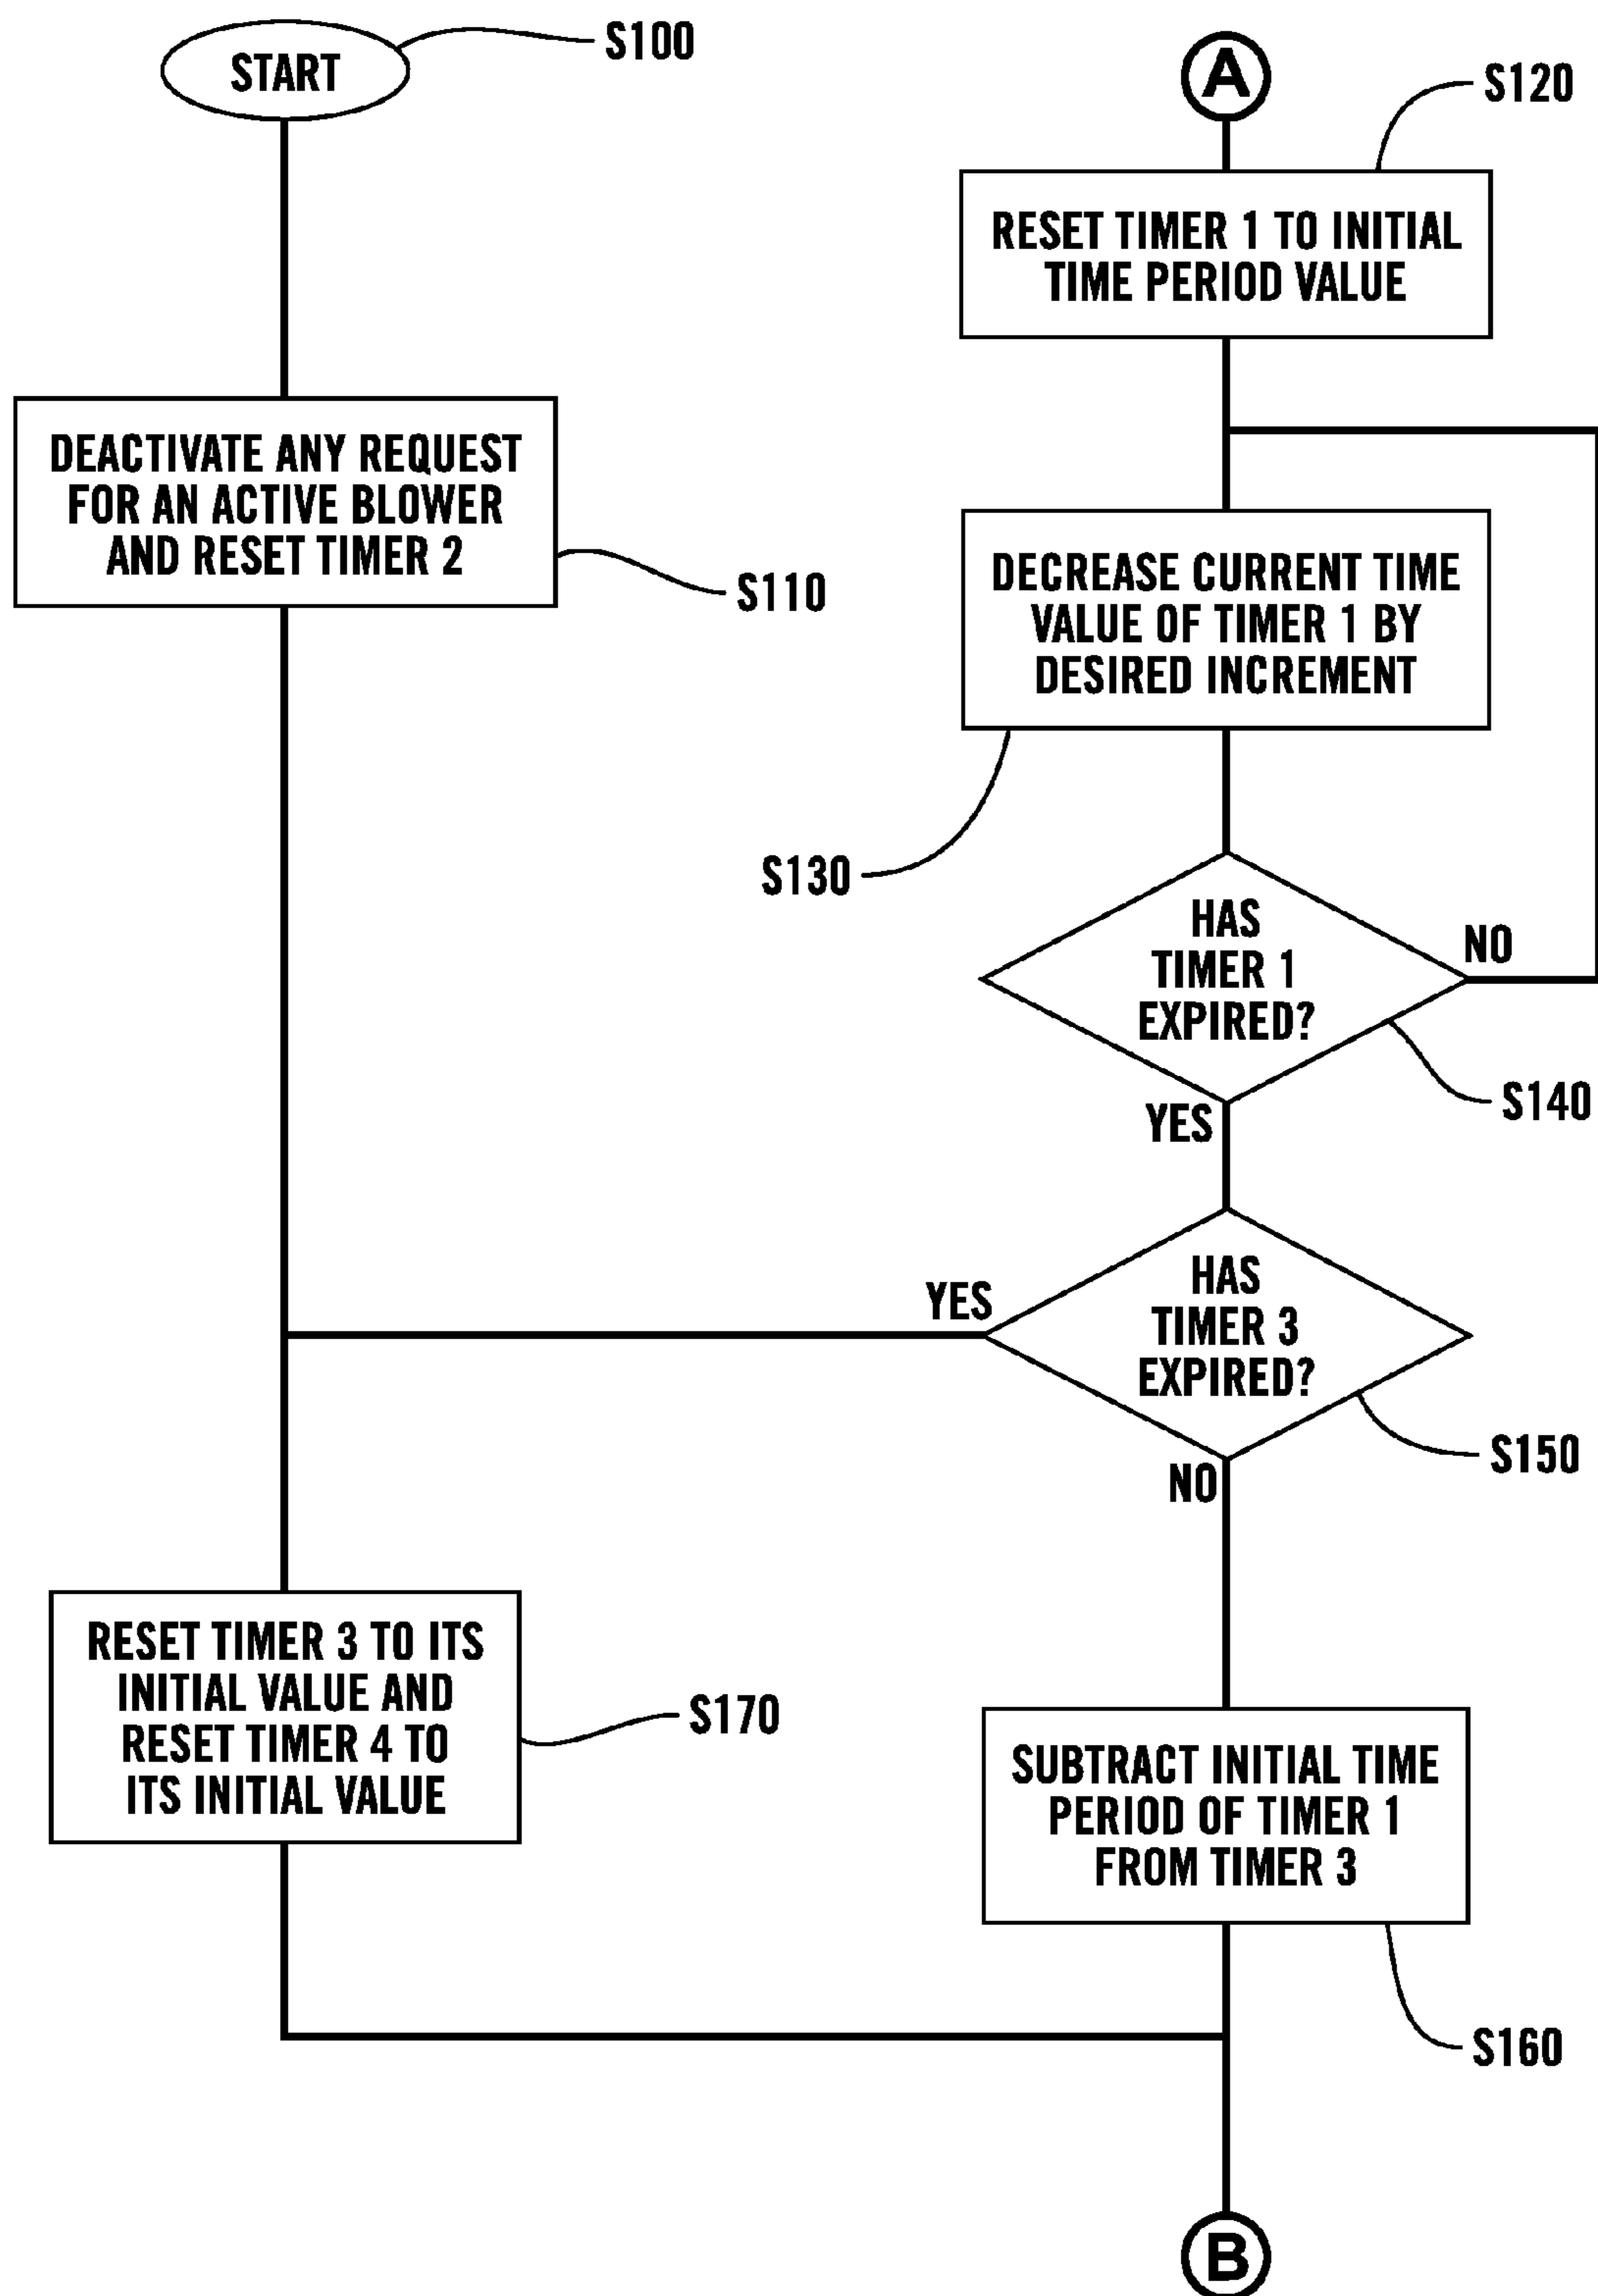 START
S100
DEACTIVATE ANY REQUEST
FOR AN ACTIVE BLOWER
AND RESET TIMER 2
S110
A
S120
RESET TIMER 1 TO INITIAL
TIME PERIOD VALUE
DECREASE CURRENT TIME
VALUE OF TIMER 1 BY
DESIRED INCREMENT
S130
HAS
TIMER 1
EXPIRED?
NO
S140
YES
HAS
TIMER 3
EXPIRED?
YES
S150
NO
RESET TIMER 3 TO ITS
INITIAL VALUE AND
RESET TIMER 4 TO
ITS INITIAL VALUE
S170
SUBTRACT INITIAL TIME
PERIOD OF TIMER 1
FROM TIMER 3
S160
B